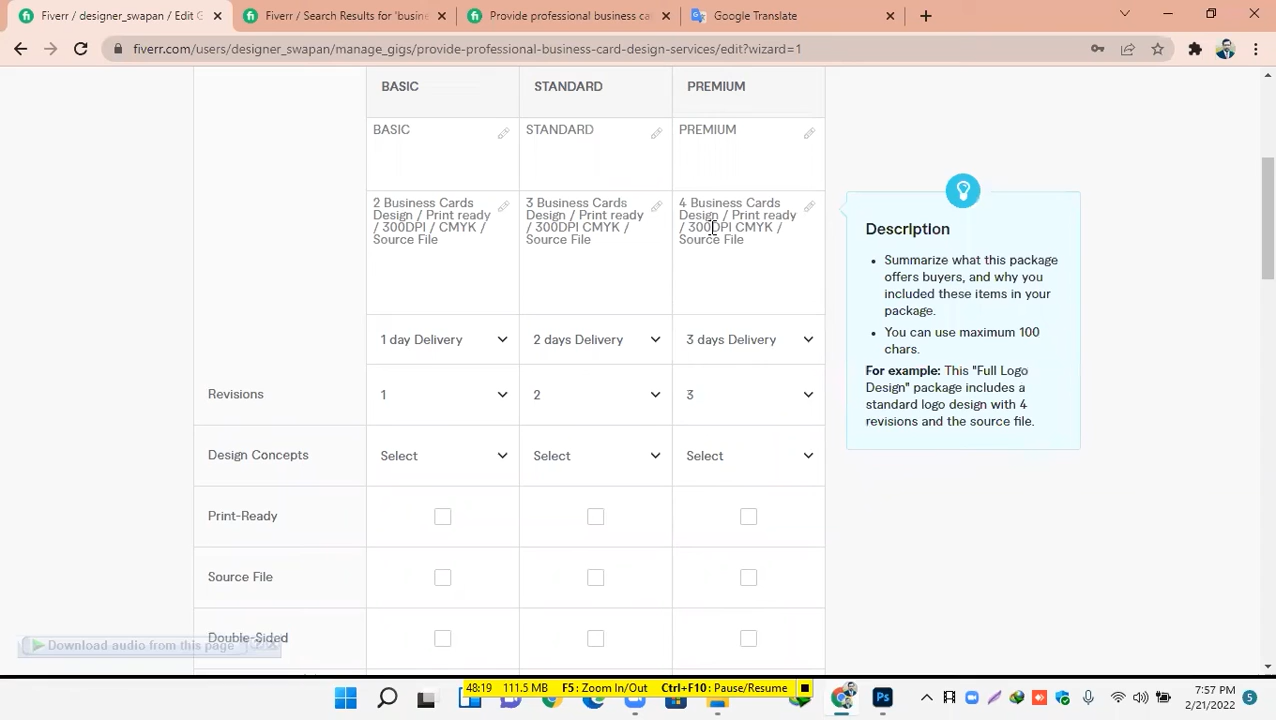 Fiverr / designer_swapan / Edit G
Fiverr / Search Results for 'busine
Provide professional business ca
Google Translate
fiverr.com/users/designer_swapan/manage_gigs/provide-professional-business-card-design-services/edit?wizard=1
BASIC STANDARD PREMIUM
BASIC STANDARD PREMIUM
2 Business Cards
Design / Print ready
/ 300DPI / CMYK /
Source File
3 Business Cards
Design / Print ready
/ 300DPI CMYK /
Source File
4 Business Cards
Design / Print ready
/ 300DPI CMYK /
Source File
1 day Delivery 2 days Delivery 3 days Delivery
Revisions 1 2 3
Design Concepts Select Select Select
Print-Ready
Source File
Double-Sided
Description
Summarize what this package
offers buyers, and why you
included these items in your
package.
You can use maximum 100
chars.
For example: This "Full Logo
Design" package includes a
standard logo design with 4
revisions and the source file.
Download audio from this page
48:19 111.5 MB F5: Zoom In/Out Ctrl+F10: Pause/Resume
Ps
7:57 PM
2/21/2022
5